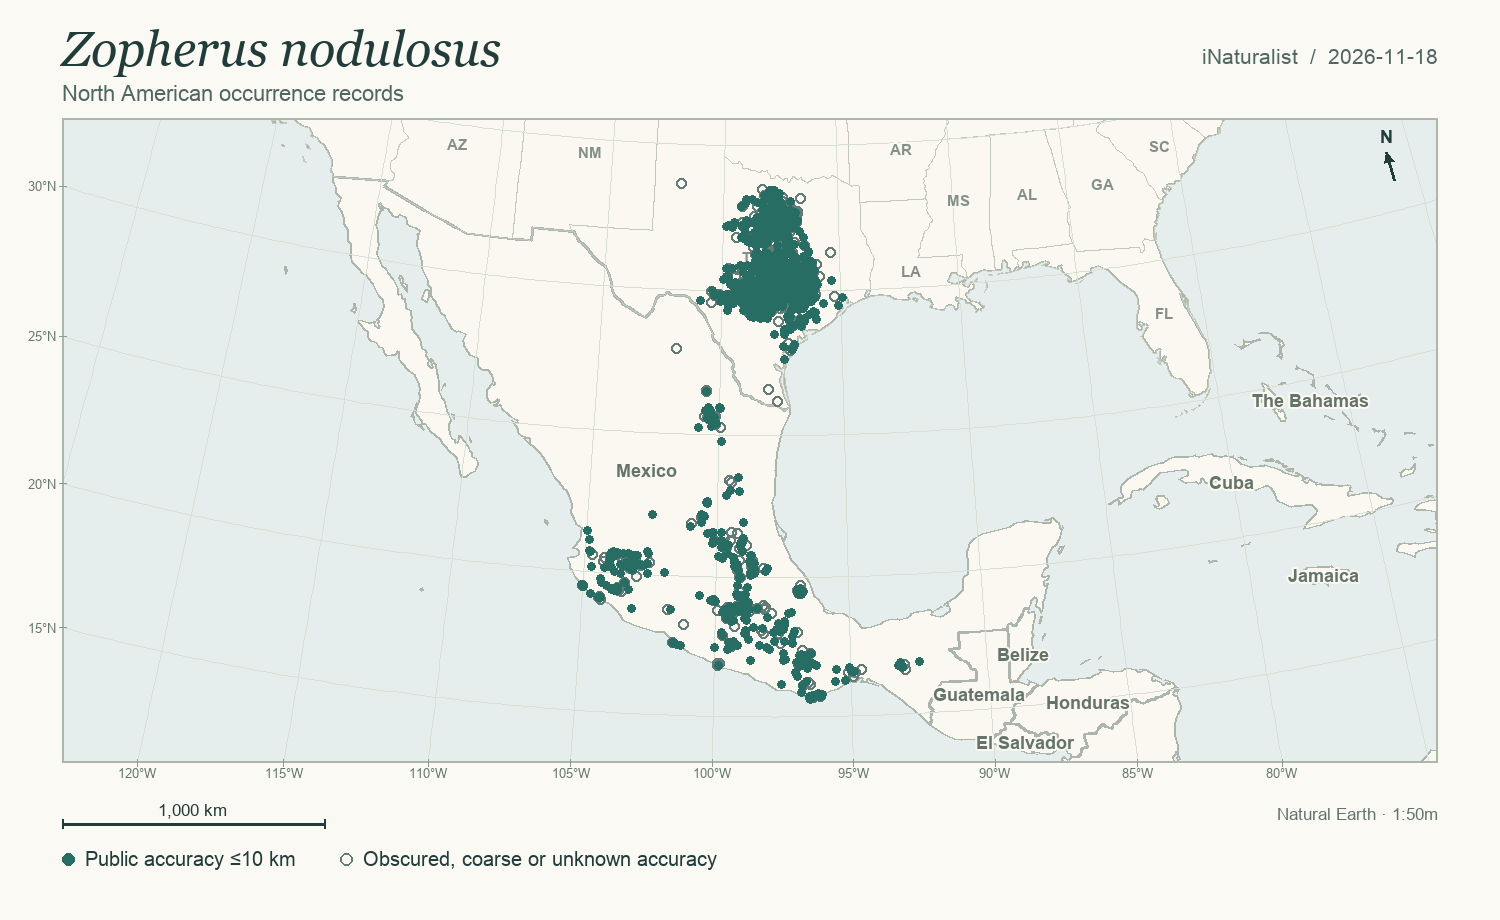 Zopherus nodulosus
iNaturalist / 2026-11-18
North American occurrence records
N
AZ
NM
AR
SC
MS
AL
GA
T
LA
FL
30°N
25°N
20°N
15°N
The Bahamas
Mexico
Cuba
Jamaica
Belize
Guatemala
Honduras
El Salvador
120°W 115°W 110°W 105°W 100°W 95°W 90°W 85°W 80°W
1,000 km
Natural Earth · 1:50m
Public accuracy ≤10 km
Obscured, coarse or unknown accuracy